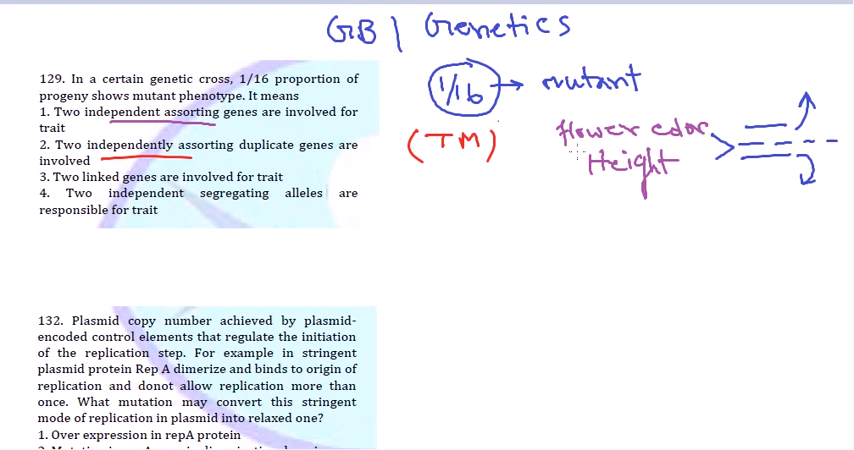 GB | Genetics
129. In a certain genetic cross, 1/16 proportion of
progeny shows mutant phenotype. It means
1. Two independent assorting genes are involved for
trait
2. Two independently assorting duplicate genes are
involved
3. Two linked genes are involved for trait
4. Two independent segregating alleles are
responsible for trait
1/16 → mutant
(TM)
flower color
Height
132. Plasmid copy number achieved by plasmid-
encoded control elements that regulate the initiation
of the replication step. For example in stringent
plasmid protein Rep A dimerize and binds to origin of
replication and donot allow replication more than
once. What mutation may convert this stringent
mode of replication in plasmid into relaxed one?
1. Over expression in repA protein